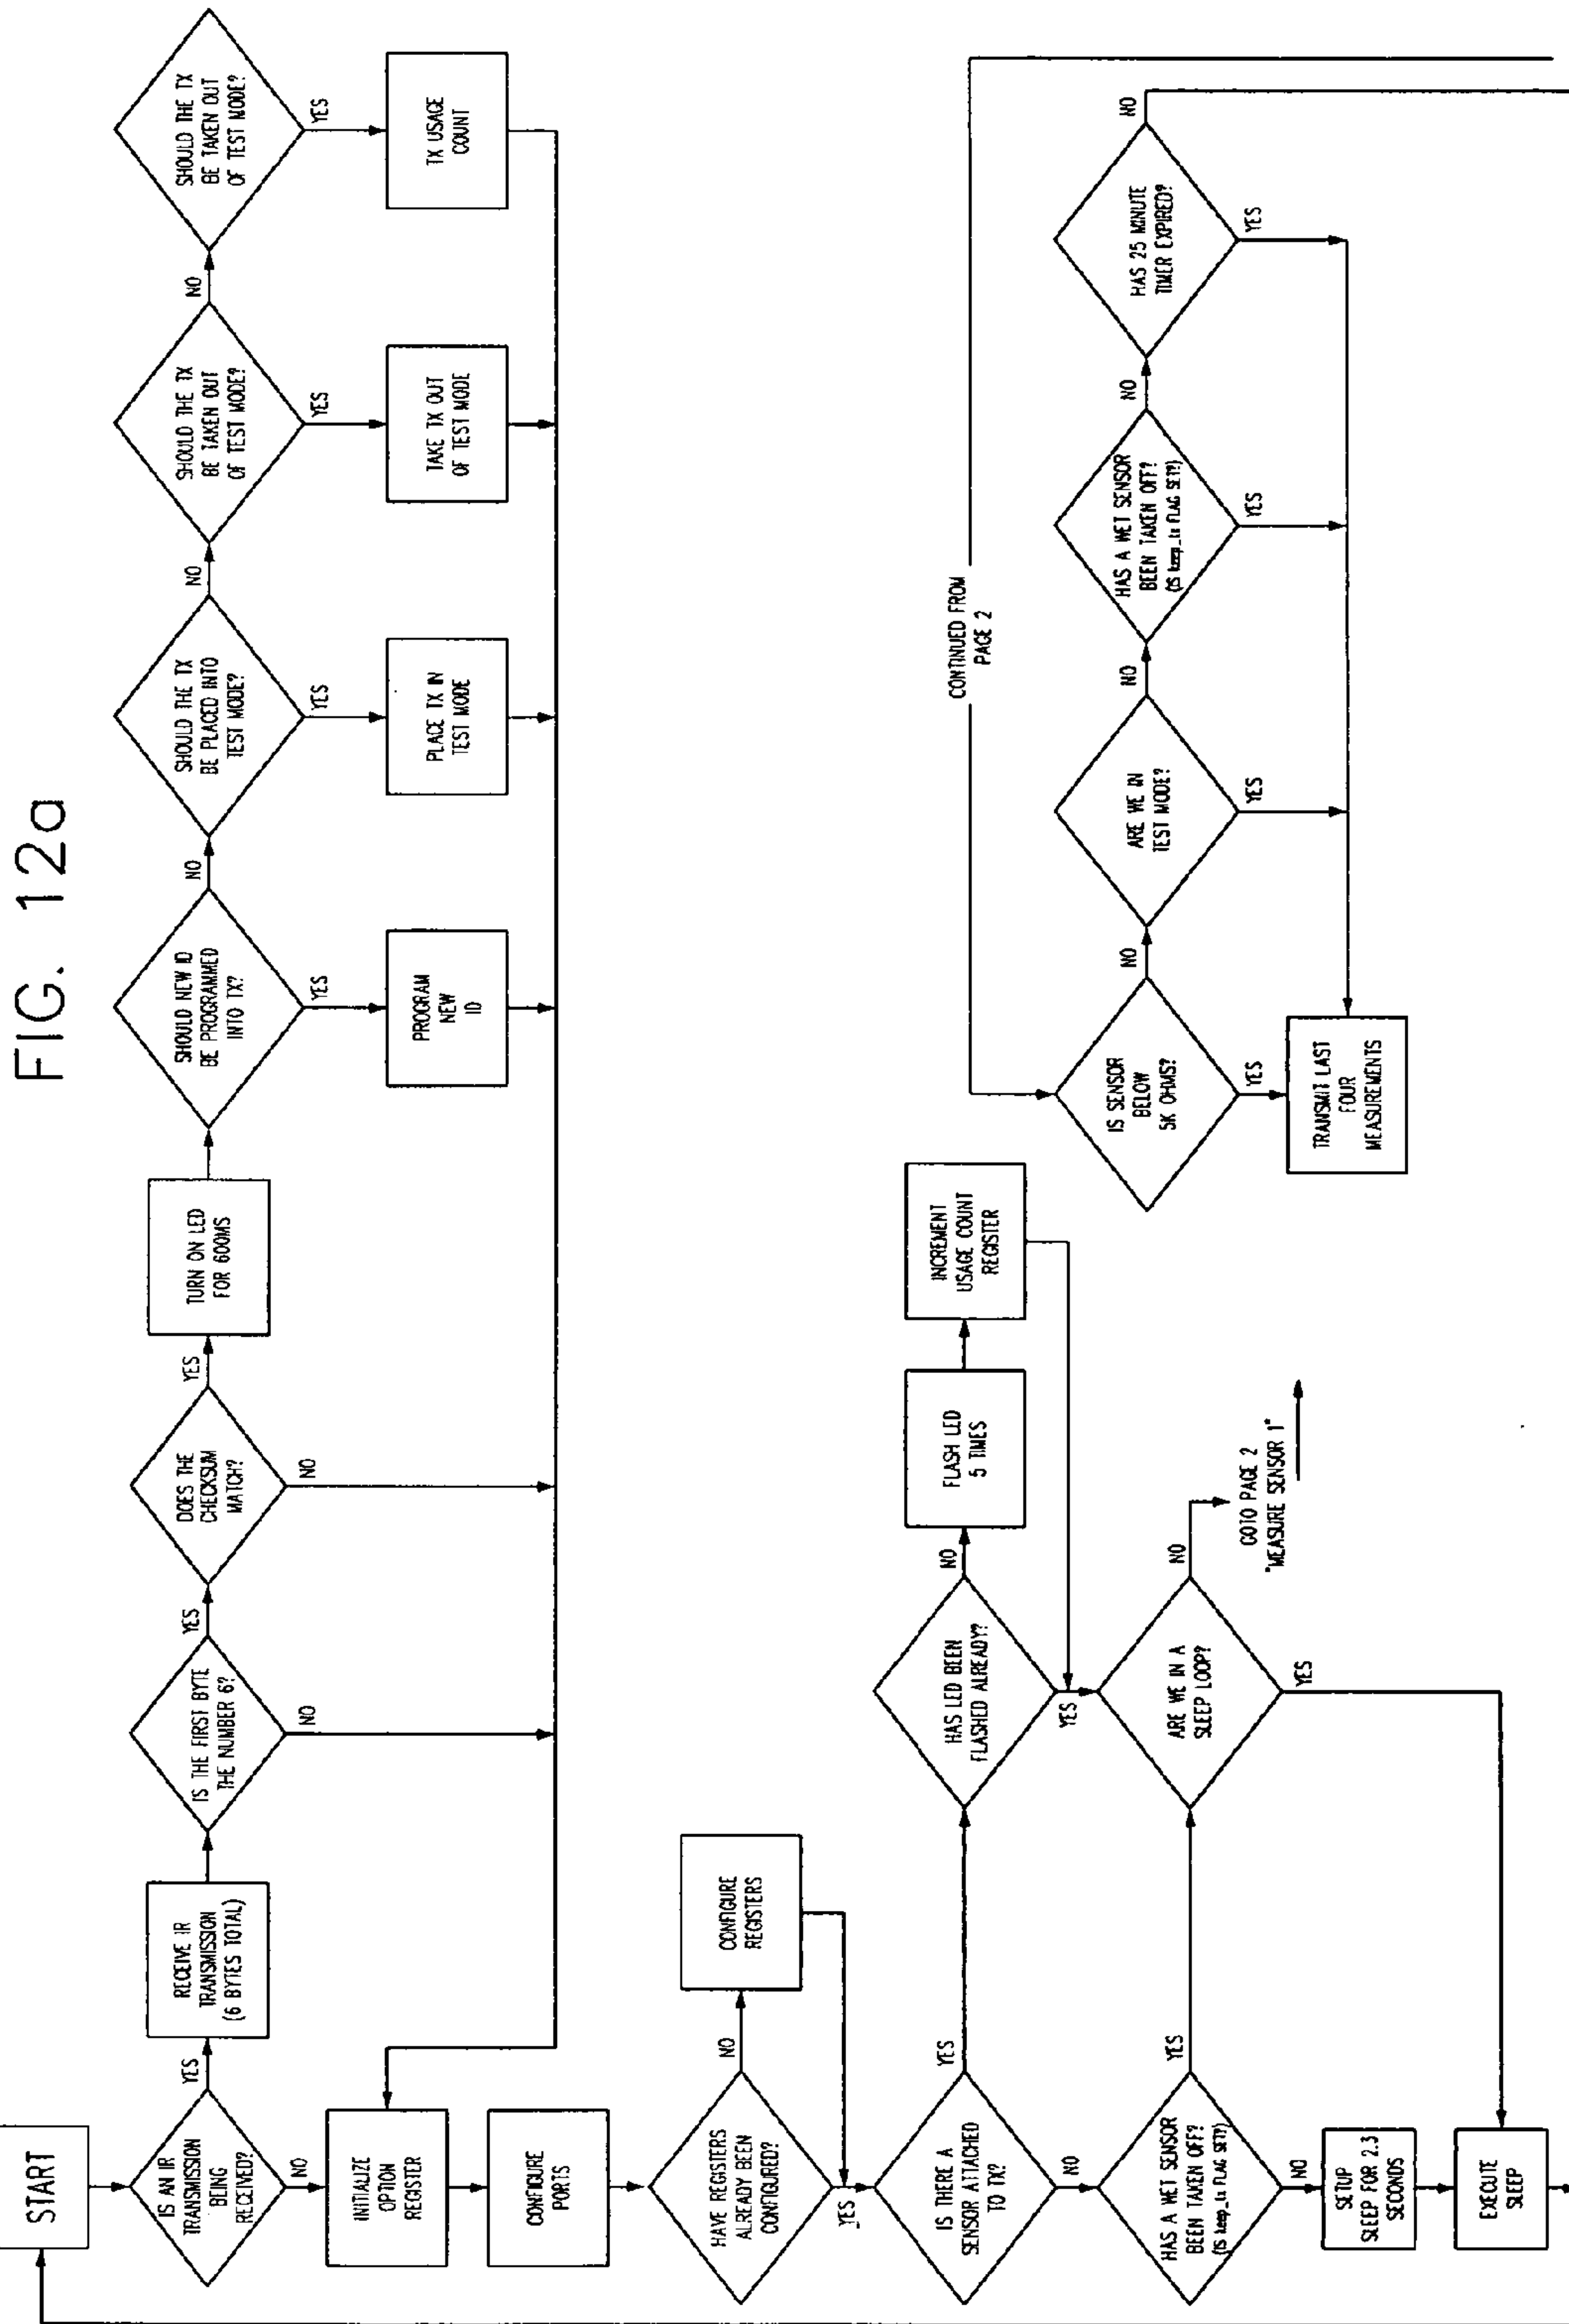 FIG. 12a
START
IS AN IR
TRANSMISSION
BEING
RECEIVED?
YES
NO
RECEIVE IR
TRANSMISSION
(6 BYTES TOTAL)
IS THE FIRST BYTE
THE NUMBER 6?
YES
NO
DOES THE
CHECKSUM
MATCH?
YES
NO
TURN ON LED
FOR 600MS
SHOULD NEW ID
BE PROGRAMMED
INTO TX?
NO
YES
PROGRAM
NEW
ID
SHOULD THE TX
BE PLACED INTO
TEST MODE?
NO
YES
PLACE TX IN
TEST MODE
SHOULD THE TX
BE TAKEN OUT
OF TEST MODE?
NO
YES
TAKE TX OUT
OF TEST MODE
SHOULD THE TX
BE TAKEN OUT
OF TEST MODE?
YES
TX USAGE
COUNT
INITIALIZE
OPTION
REGISTER
CONFIGURE
PORTS
HAVE REGISTERS
ALREADY BEEN
CONFIGURED?
NO
YES
CONFIGURE
REGISTERS
IS THERE A
SENSOR ATTACHED
TO TX?
YES
NO
HAS LED BEEN
FLASHED ALREADY?
NO
YES
FLASH LED
5 TIMES
INCREMENT
USAGE COUNT
REGISTER
HAS A WET SENSOR
BEEN TAKEN OFF?
(IS keep_tx FLAG SET?)
YES
NO
ARE WE IN A
SLEEP LOOP?
NO
YES
GOTO PAGE 2
"MEASURE SENSOR 1"
SETUP
SLEEP FOR 2.3
SECONDS
EXECUTE
SLEEP
CONTINUED FROM
PAGE 2
IS SENSOR
BELOW
5K OHMS?
NO
YES
TRANSMIT LAST
FOUR
MEASUREMENTS
ARE WE IN
TEST MODE?
NO
YES
HAS A WET SENSOR
BEEN TAKEN OFF?
(IS keep_tx FLAG SET?)
NO
YES
HAS 25 MINUTE
TIMER EXPIRED?
NO
YES